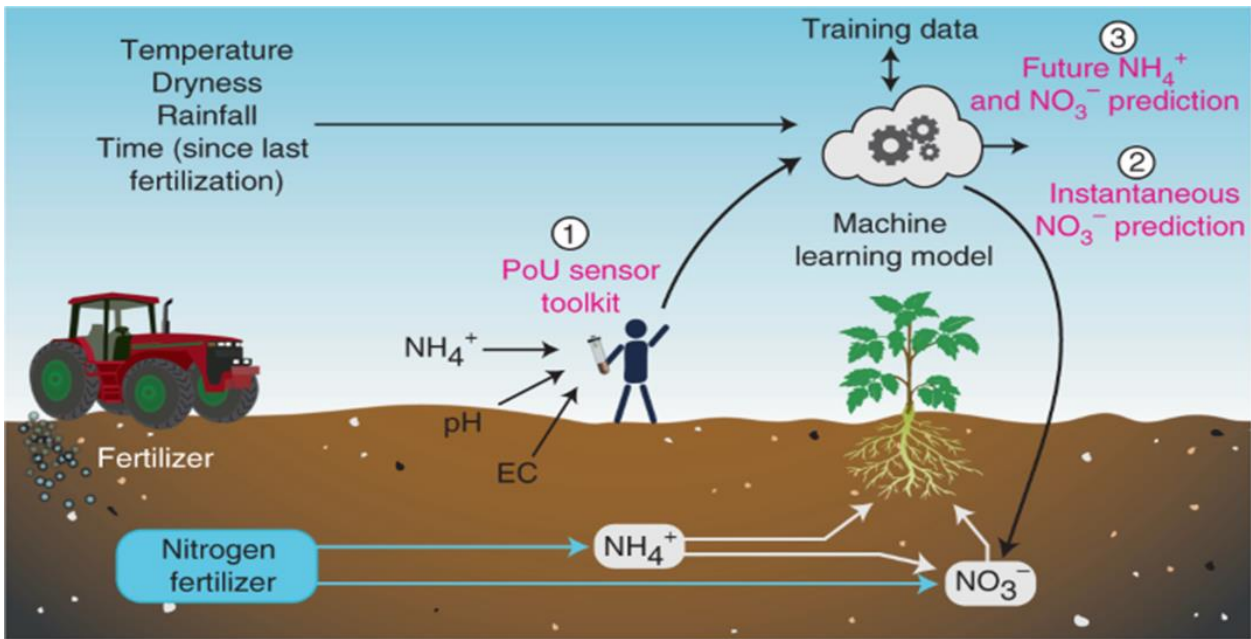 Temperature
Dryness
Rainfall
Time (since last
fertilization)
Training data
③
Future NH₄⁺
and NO₃⁻ prediction
②
Instantaneous
NO₃⁻ prediction
Machine
learning model
①
PoU sensor
toolkit
NH₄⁺
pH
EC
Fertilizer
Nitrogen
fertilizer
NH₄⁺
NO₃⁻